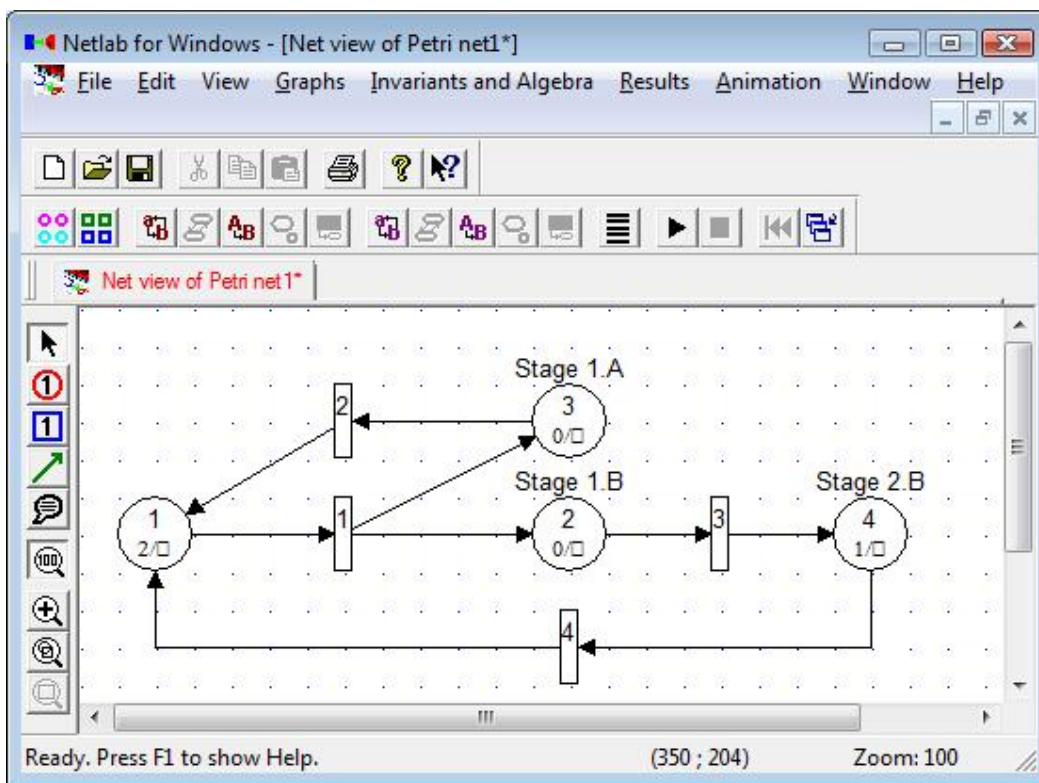 Netlab for Windows - [Net view of Petri net1*]
File Edit View Graphs Invariants and Algebra Results Animation Window Help
Net view of Petri net1*
Stage 1.A
2
3
0/□
Stage 1.B
Stage 2.B
1
2/□
1
2
0/□
3
4
1/□
4
Ready. Press F1 to show Help.
(350 ; 204)
Zoom: 100